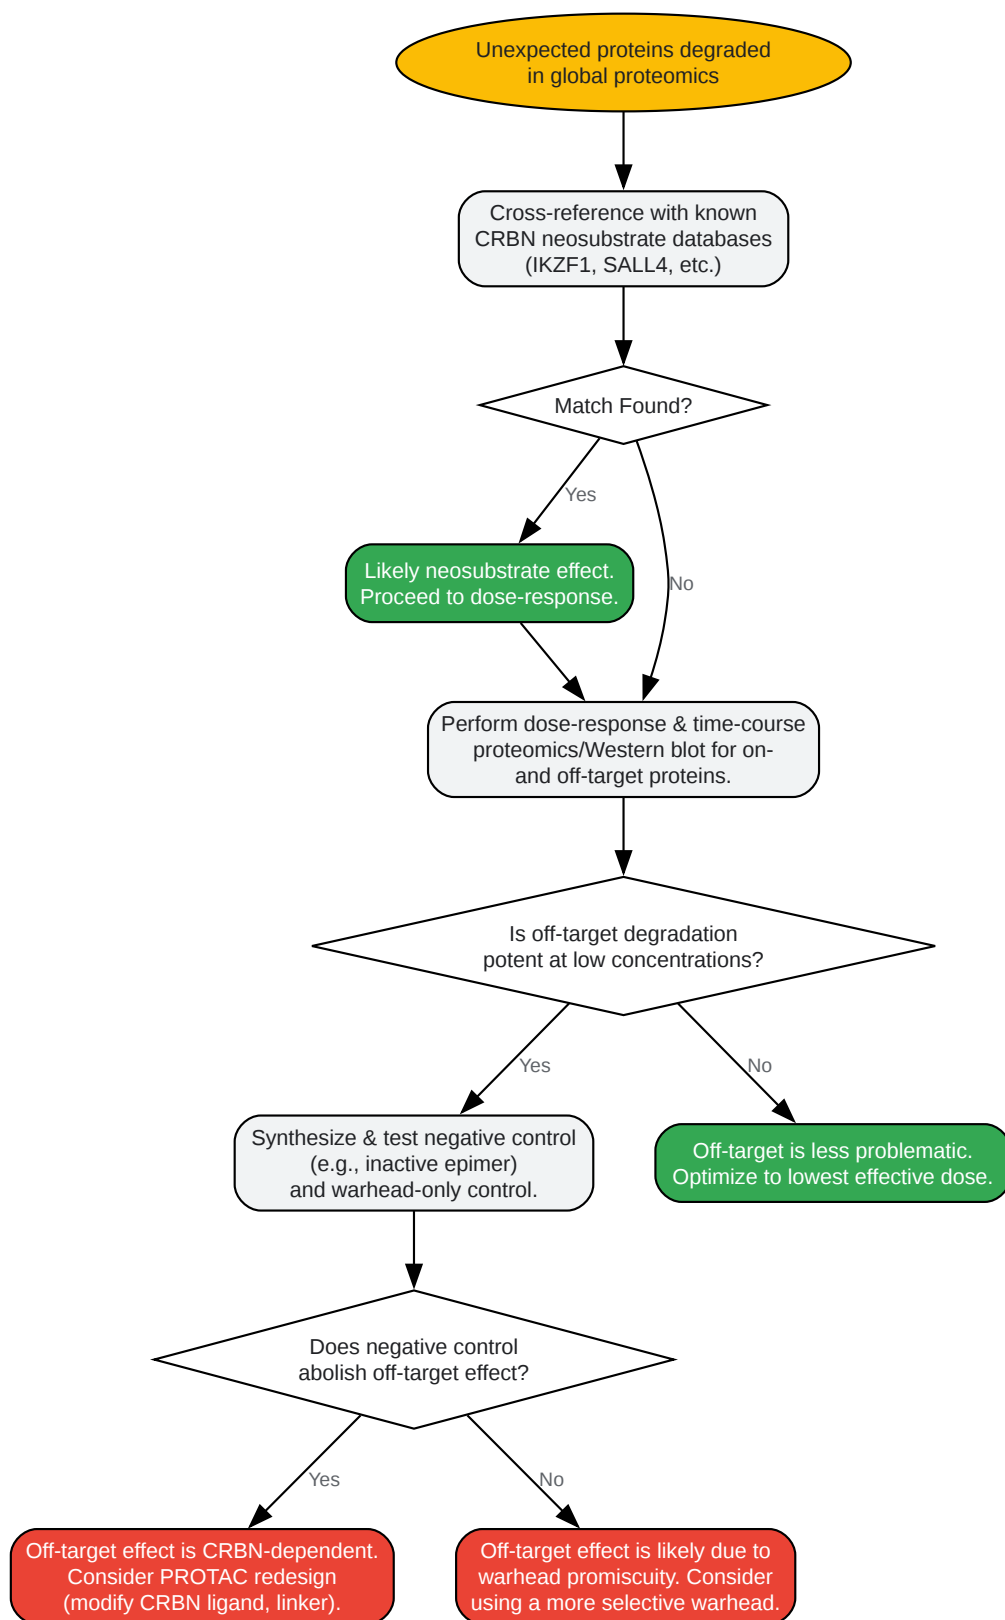 Unexpected proteins degraded
in global proteomics
Cross-reference with known
CRBN neosubstrate databases
(IKZF1, SALL4, etc.)
Match Found?
Yes
No
Likely neosubstrate effect.
Proceed to dose-response.
Perform dose-response & time-course
proteomics/Western blot for on-
and off-target proteins.
Is off-target degradation
potent at low concentrations?
Yes
No
Synthesize & test negative control
(e.g., inactive epimer)
and warhead-only control.
Off-target is less problematic.
Optimize to lowest effective dose.
Does negative control
abolish off-target effect?
Yes
No
Off-target effect is CRBN-dependent.
Consider PROTAC redesign
(modify CRBN ligand, linker).
Off-target effect is likely due to
warhead promiscuity. Consider
using a more selective warhead.